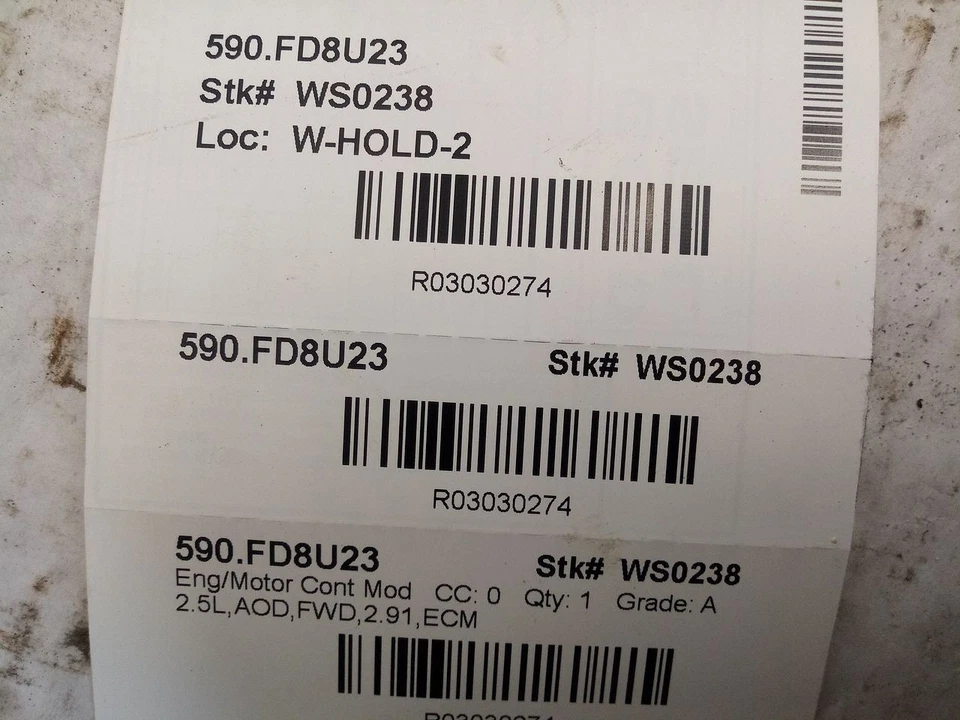 590.FD8U23
Stk# WS0238
Loc: W-HOLD-2
R03030274
590.FD8U23 Stk# WS0238
R03030274
590.FD8U23 Stk# WS0238
Eng/Motor Cont Mod CC: 0 Qty: 1 Grade: A
2.5L,AOD,FWD,2.91,ECM
R03030274